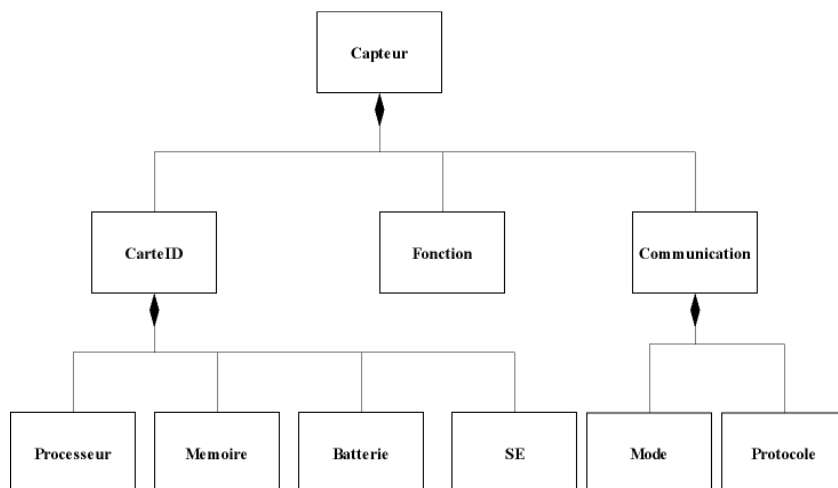 Capteur
CarteID
Fonction
Communication
Processeur
Memoire
Batterie
SE
Mode
Protocole